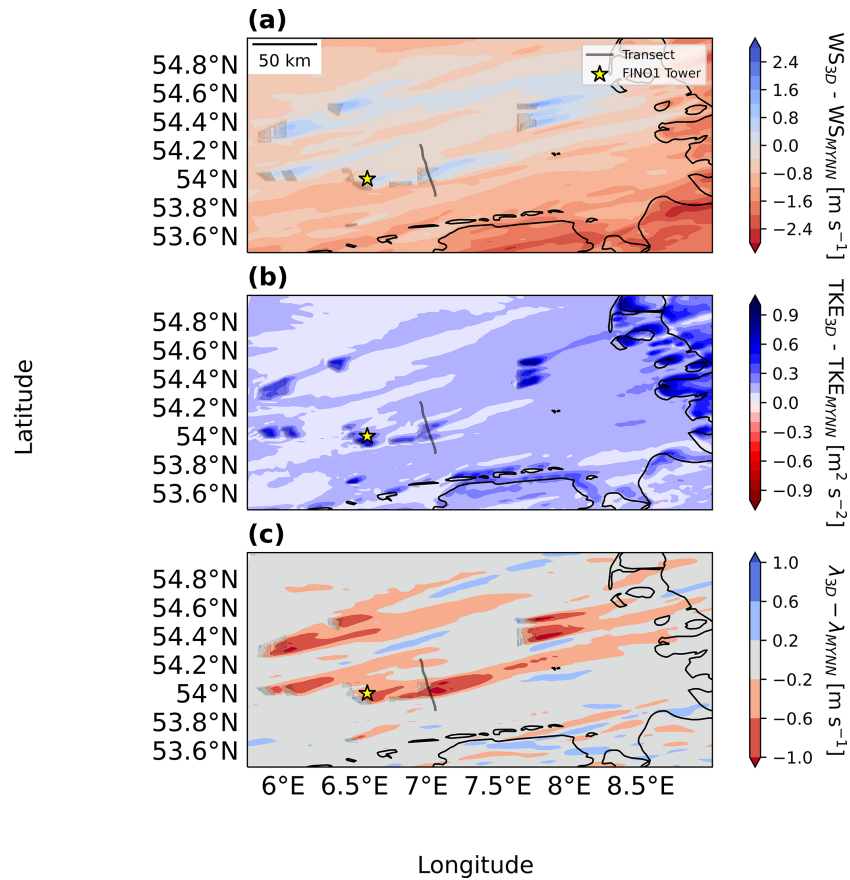 (a)
50 km
Transect
FINO1 Tower
54.8°N
54.6°N
54.4°N
54.2°N
54°N
53.8°N
53.6°N
2.4
1.6
0.8
0.0
−0.8
−1.6
−2.4
WS3D - WSMYNN [m s−1]
(b)
54.8°N
54.6°N
54.4°N
54.2°N
54°N
53.8°N
53.6°N
0.9
0.6
0.3
0.0
−0.3
−0.6
−0.9
TKE3D - TKEMYNN [m2 s−2]
Latitude
(c)
54.8°N
54.6°N
54.4°N
54.2°N
54°N
53.8°N
53.6°N
1.0
0.6
0.2
−0.2
−0.6
−1.0
λ3D − λMYNN [m s−1]
6°E 6.5°E 7°E 7.5°E 8°E 8.5°E
Longitude